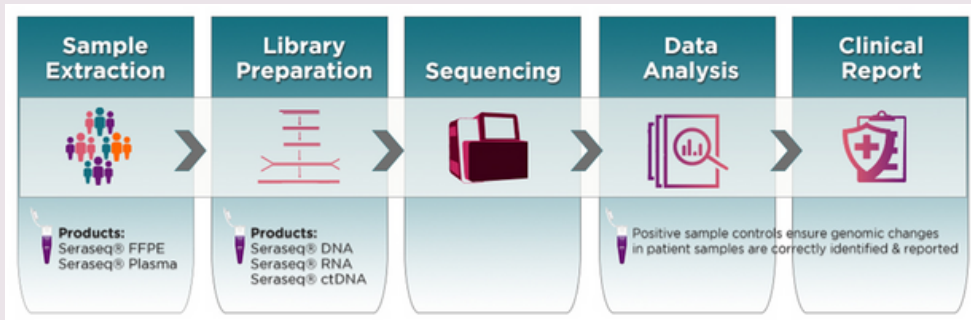 Sample
Extraction
Library
Preparation
Sequencing
Data
Analysis
Clinical
Report
Products:
Seraseq® FFPE
Seraseq® Plasma
Products:
Seraseq® DNA
Seraseq® RNA
Seraseq® ctDNA
Positive sample controls ensure genomic changes
in patient samples are correctly identified & reported